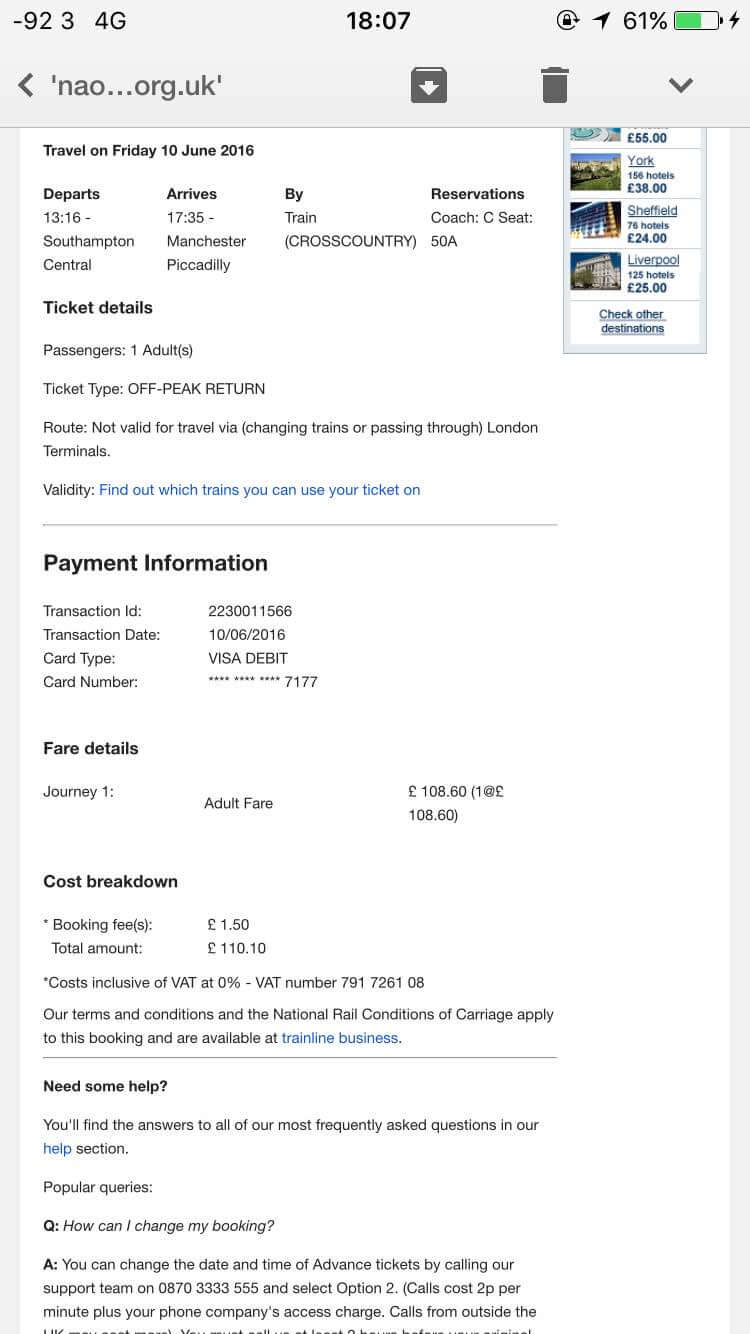 -92 3 4G 18:07 61%
'nao...org.uk'
£55.00
York
156 hotels
£38.00
Sheffield
76 hotels
£24.00
Liverpool
125 hotels
£25.00
Check other
destinations
Travel on Friday 10 June 2016
Departs Arrives By Reservations
13:16 - 17:35 - Train Coach: C Seat:
Southampton Manchester (CROSSCOUNTRY) 50A
Central Piccadilly
Ticket details
Passengers: 1 Adult(s)
Ticket Type: OFF-PEAK RETURN
Route: Not valid for travel via (changing trains or passing through) London
Terminals.
Validity: Find out which trains you can use your ticket on
Payment Information
Transaction Id: 2230011566
Transaction Date: 10/06/2016
Card Type: VISA DEBIT
Card Number: **** **** **** 7177
Fare details
Journey 1: Adult Fare £ 108.60 (1@£
108.60)
Cost breakdown
* Booking fee(s): £ 1.50
Total amount: £ 110.10
*Costs inclusive of VAT at 0% - VAT number 791 7261 08
Our terms and conditions and the National Rail Conditions of Carriage apply
to this booking and are available at trainline business.
Need some help?
You'll find the answers to all of our most frequently asked questions in our
help section.
Popular queries:
Q: How can I change my booking?
A: You can change the date and time of Advance tickets by calling our
support team on 0870 3333 555 and select Option 2. (Calls cost 2p per
minute plus your phone company's access charge. Calls from outside the